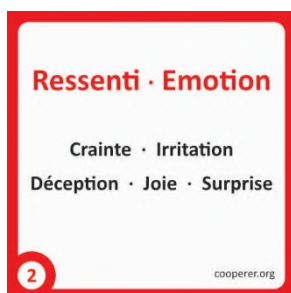 Ressenti · Emotion
Crainte · Irritation
Déception · Joie · Surprise
2
cooperer.org